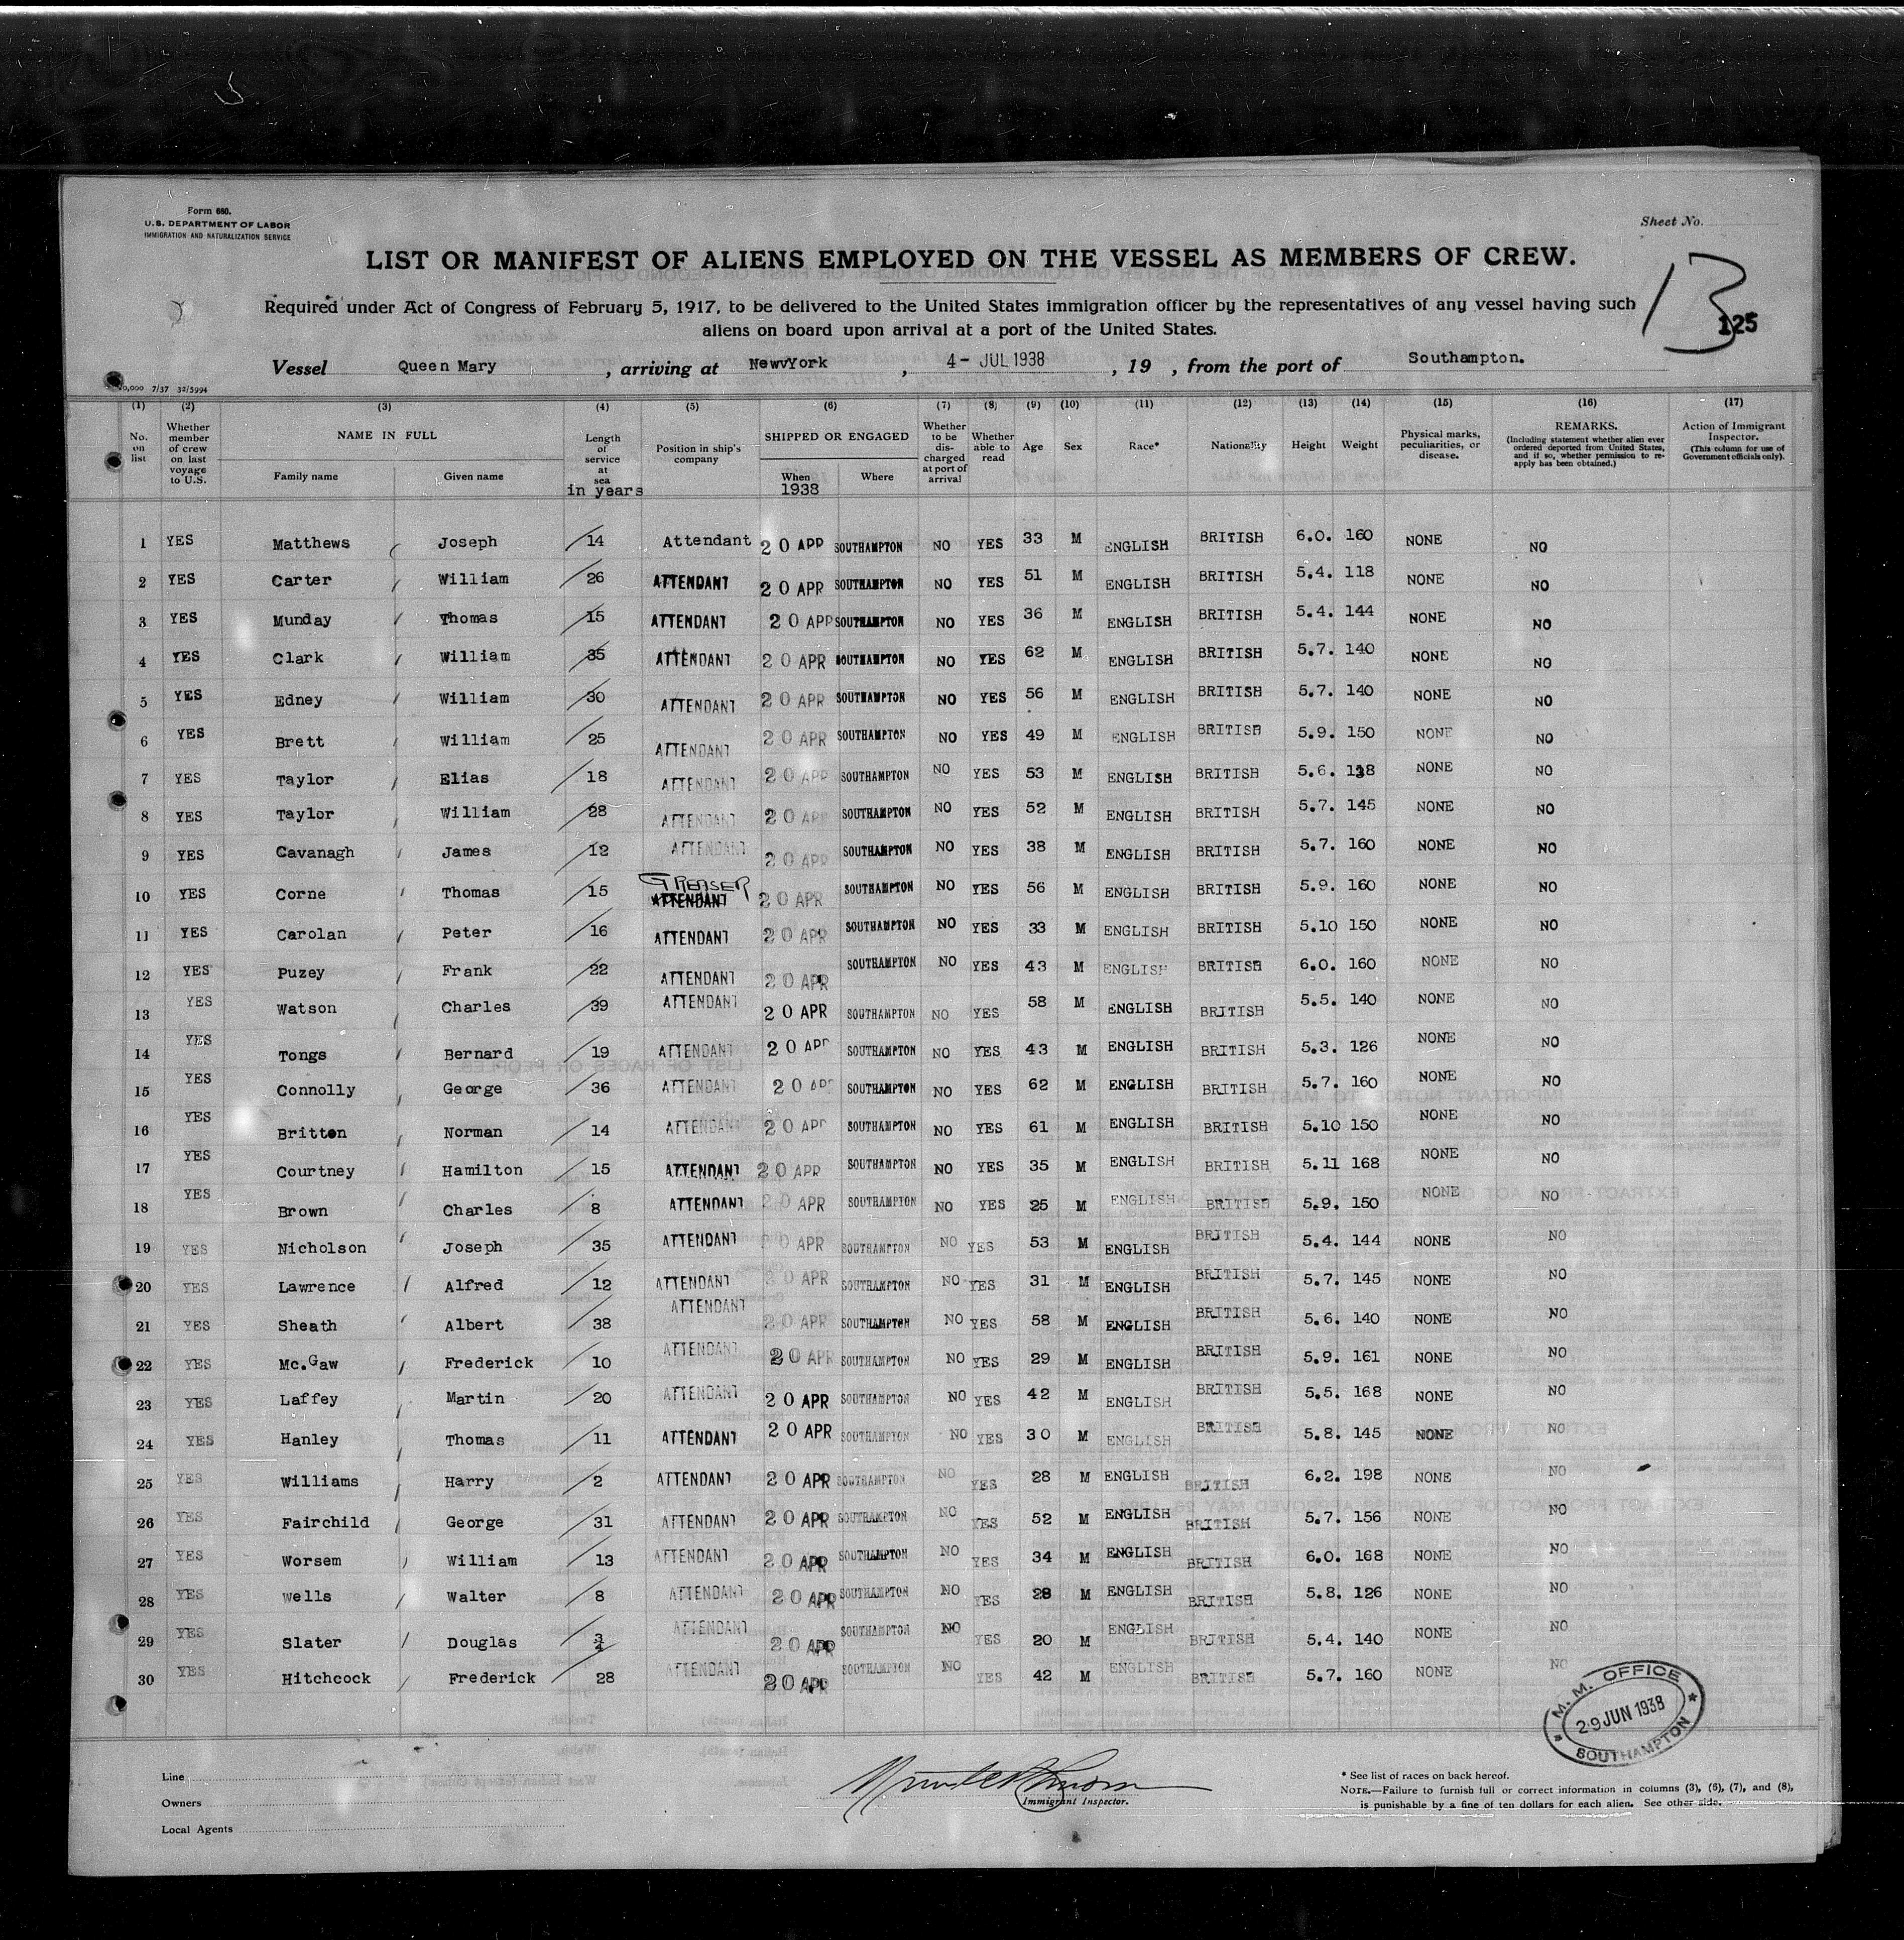 Form 680.
U.S. DEPARTMENT OF LABOR
IMMIGRATION AND NATURALIZATION SERVICE
Sheet No.
LIST OR MANIFEST OF ALIENS EMPLOYED ON THE VESSEL AS MEMBERS OF CREW.
13
Required under Act of Congress of February 5, 1917, to be delivered to the United States immigration officer by the representatives of any vessel having such
aliens on board upon arrival at a port of the United States.
125
Vessel Queen Mary , arriving at NewYork , 4- JUL 1938 , 19 , from the port of Southampton.
0,000 7/37 32/5994
(1) (2) (3) (4) (5) (6) (7) (8) (9) (10) (11) (12) (13) (14) (15) (16) (17)
No. on list Whether member of crew on last voyage to U.S. NAME IN FULL Family name Given name Length of service at sea in years Position in ship's company SHIPPED OR ENGAGED When 1938 Where Whether to be discharged at port of arrival Whether able to read Age Sex Race* Nationality Height Weight Physical marks, peculiarities, or disease. REMARKS. (Including statement whether alien ever ordered deported from United States, and if so, whether permission to reapply has been obtained.) Action of Immigrant Inspector. (This column for use of Government officials only).
1 YES Matthews Joseph 14 Attendant 20 APR SOUTHAMPTON NO YES 33 M ENGLISH BRITISH 6.0. 160 NONE NO
2 YES Carter William 26 ATTENDANT 20 APR SOUTHAMPTON NO YES 51 M ENGLISH BRITISH 5.4. 118 NONE NO
3 YES Munday Thomas 15 ATTENDANT 20 APR SOUTHAMPTON NO YES 36 M ENGLISH BRITISH 5.4. 144 NONE NO
4 YES Clark William 35 ATTENDANT 20 APR SOUTHAMPTON NO YES 62 M ENGLISH BRITISH 5.7. 140 NONE NO
5 YES Edney William 30 ATTENDANT 20 APR SOUTHAMPTON NO YES 56 M ENGLISH BRITISH 5.7. 140 NONE NO
6 YES Brett William 25 ATTENDANT 20 APR SOUTHAMPTON NO YES 49 M ENGLISH BRITISH 5.9. 150 NONE NO
7 YES Taylor Elias 18 ATTENDANT 20 APR SOUTHAMPTON NO YES 53 M ENGLISH BRITISH 5.6. 138 NONE NO
8 YES Taylor William 28 ATTENDANT 20 APR SOUTHAMPTON NO YES 52 M ENGLISH BRITISH 5.7. 145 NONE NO
9 YES Cavanagh James 12 ATTENDANT 20 APR SOUTHAMPTON NO YES 38 M ENGLISH BRITISH 5.7. 160 NONE NO
10 YES Corne Thomas 15 GREASER ATTENDANT 20 APR SOUTHAMPTON NO YES 56 M ENGLISH BRITISH 5.9. 160 NONE NO
11 YES Carolan Peter 16 ATTENDANT 20 APR SOUTHAMPTON NO YES 33 M ENGLISH BRITISH 5.10 150 NONE NO
12 YES Puzey Frank 22 ATTENDANT 20 APR SOUTHAMPTON NO YES 43 M ENGLISH BRITISH 6.0. 160 NONE NO
13 YES Watson Charles 39 ATTENDANT 20 APR SOUTHAMPTON NO YES 58 M ENGLISH BRITISH 5.5. 140 NONE NO
14 YES Tongs Bernard 19 ATTENDANT 20 APR SOUTHAMPTON NO YES 43 M ENGLISH BRITISH 5.3. 126 NONE NO
15 YES Connolly George 36 ATTENDANT 20 APR SOUTHAMPTON NO YES 62 M ENGLISH BRITISH 5.7. 160 NONE NO
16 YES Britton Norman 14 ATTENDANT 20 APR SOUTHAMPTON NO YES 61 M ENGLISH BRITISH 5.10 150 NONE NO
17 YES Courtney Hamilton 15 ATTENDANT 20 APR SOUTHAMPTON NO YES 35 M ENGLISH BRITISH 5.11 168 NONE NO
18 YES Brown Charles 8 ATTENDANT 20 APR SOUTHAMPTON NO YES 25 M ENGLISH BRITISH 5.9. 150 NONE NO
19 YES Nicholson Joseph 35 ATTENDANT 20 APR SOUTHAMPTON NO YES 53 M ENGLISH BRITISH 5.4. 144 NONE NO
20 YES Lawrence Alfred 12 ATTENDANT 20 APR SOUTHAMPTON NO YES 31 M ENGLISH BRITISH 5.7. 145 NONE NO
21 YES Sheath Albert 38 ATTENDANT 20 APR SOUTHAMPTON NO YES 58 M ENGLISH BRITISH 5.6. 140 NONE NO
22 YES Mc.Gaw Frederick 10 ATTENDANT 20 APR SOUTHAMPTON NO YES 29 M ENGLISH BRITISH 5.9. 161 NONE NO
23 YES Laffey Martin 20 ATTENDANT 20 APR SOUTHAMPTON NO YES 42 M ENGLISH BRITISH 5.5. 168 NONE NO
24 YES Hanley Thomas 11 ATTENDANT 20 APR SOUTHAMPTON NO YES 30 M ENGLISH BRITISH 5.8. 145 NONE NO
25 YES Williams Harry 2 ATTENDANT 20 APR SOUTHAMPTON NO YES 28 M ENGLISH BRITISH 6.2. 198 NONE NO
26 YES Fairchild George 31 ATTENDANT 20 APR SOUTHAMPTON NO YES 52 M ENGLISH BRITISH 5.7. 156 NONE NO
27 YES Worsem William 13 ATTENDANT 20 APR SOUTHAMPTON NO YES 34 M ENGLISH BRITISH 6.0. 168 NONE NO
28 YES Wells Walter 8 ATTENDANT 20 APR SOUTHAMPTON NO YES 28 M ENGLISH BRITISH 5.8. 126 NONE NO
29 YES Slater Douglas 3/4 ATTENDANT 20 APR SOUTHAMPTON NO YES 20 M ENGLISH BRITISH 5.4. 140 NONE NO
30 YES Hitchcock Frederick 28 ATTENDANT 20 APR SOUTHAMPTON NO YES 42 M ENGLISH BRITISH 5.7. 160 NONE NO
M. M. OFFICE
29 JUN 1938
SOUTHAMPTON
Line
Owners
Local Agents
Immigrant Inspector.
* See list of races on back hereof.
NOTE.—Failure to furnish full or correct information in columns (3), (6), (7), and (8),
is punishable by a fine of ten dollars for each alien. See other side.